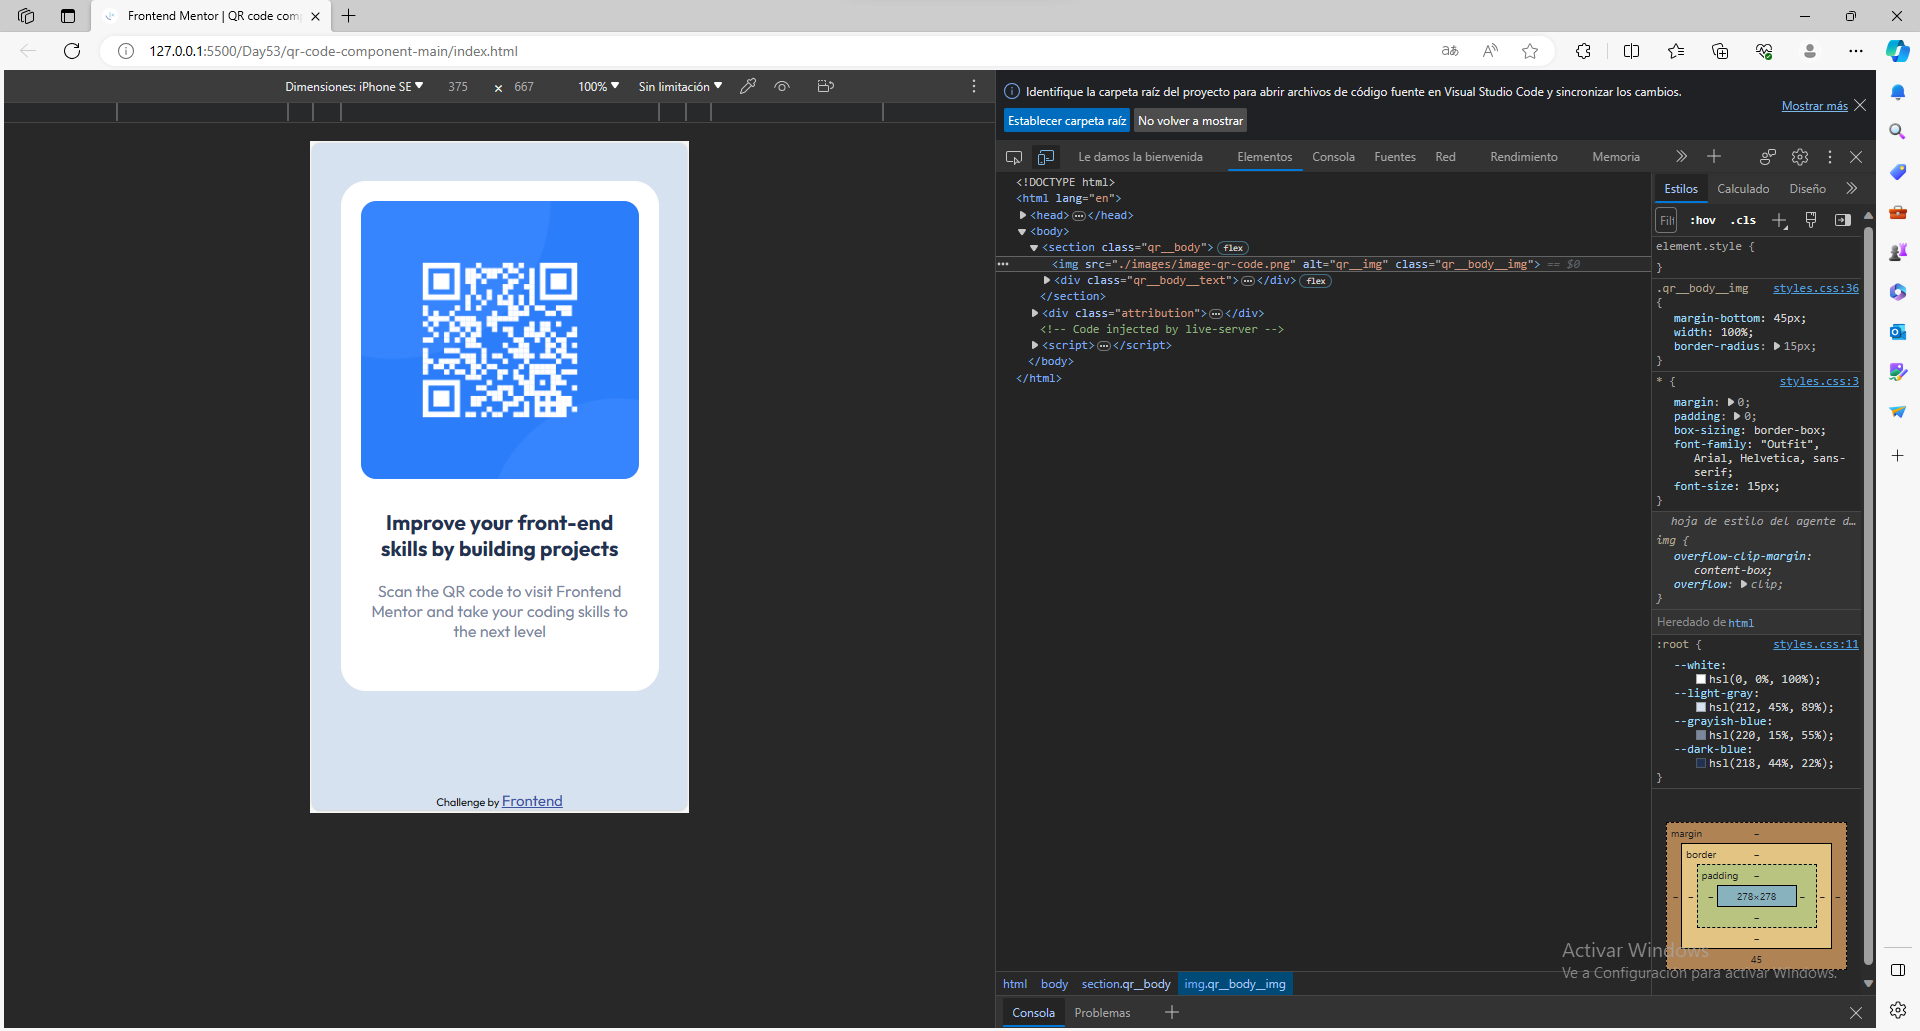 Frontend Mentor | QR code com
127.0.0.1:5500/Day53/qr-code-component-main/index.html
Dimensiones: iPhone SE 375 × 667 100% Sin limitación
Improve your front-end
skills by building projects
Scan the QR code to visit Frontend
Mentor and take your coding skills to
the next level
Challenge by Frontend
Identifique la carpeta raíz del proyecto para abrir archivos de código fuente en Visual Studio Code y sincronizar los cambios.
Mostrar más
Establecer carpeta raíz No volver a mostrar
Le damos la bienvenida Elementos Consola Fuentes Red Rendimiento Memoria
<!DOCTYPE html>
<html lang="en">
<head> </head>
<body>
<section class="qr__body"> flex
<img src="./images/image-qr-code.png" alt="qr__img" class="qr__body__img"> == $0
<div class="qr__body__text"> </div> flex
</section>
<div class="attribution"> </div>
<!-- Code injected by live-server -->
<script> </script>
</body>
</html>
html body section.qr__body img.qr__body__img
Consola Problemas
Estilos Calculado Diseño
Filt :hov .cls
element.style {
}
.qr__body__img styles.css:36
{
margin-bottom: 45px;
width: 100%;
border-radius: 15px;
}
* { styles.css:3
margin: 0;
padding: 0;
box-sizing: border-box;
font-family: "Outfit",
Arial, Helvetica, sans-
serif;
font-size: 15px;
}
hoja de estilo del agente d…
img {
overflow-clip-margin:
content-box;
overflow: clip;
}
Heredado de html
:root { styles.css:11
--white:
hsl(0, 0%, 100%);
--light-gray:
hsl(212, 45%, 89%);
--grayish-blue:
hsl(220, 15%, 55%);
--dark-blue:
hsl(218, 44%, 22%);
}
margin –
border –
padding –
– – – 278×278 – – –
–
–
45
Activar Windows
Ve a Configuración para activar Windows.